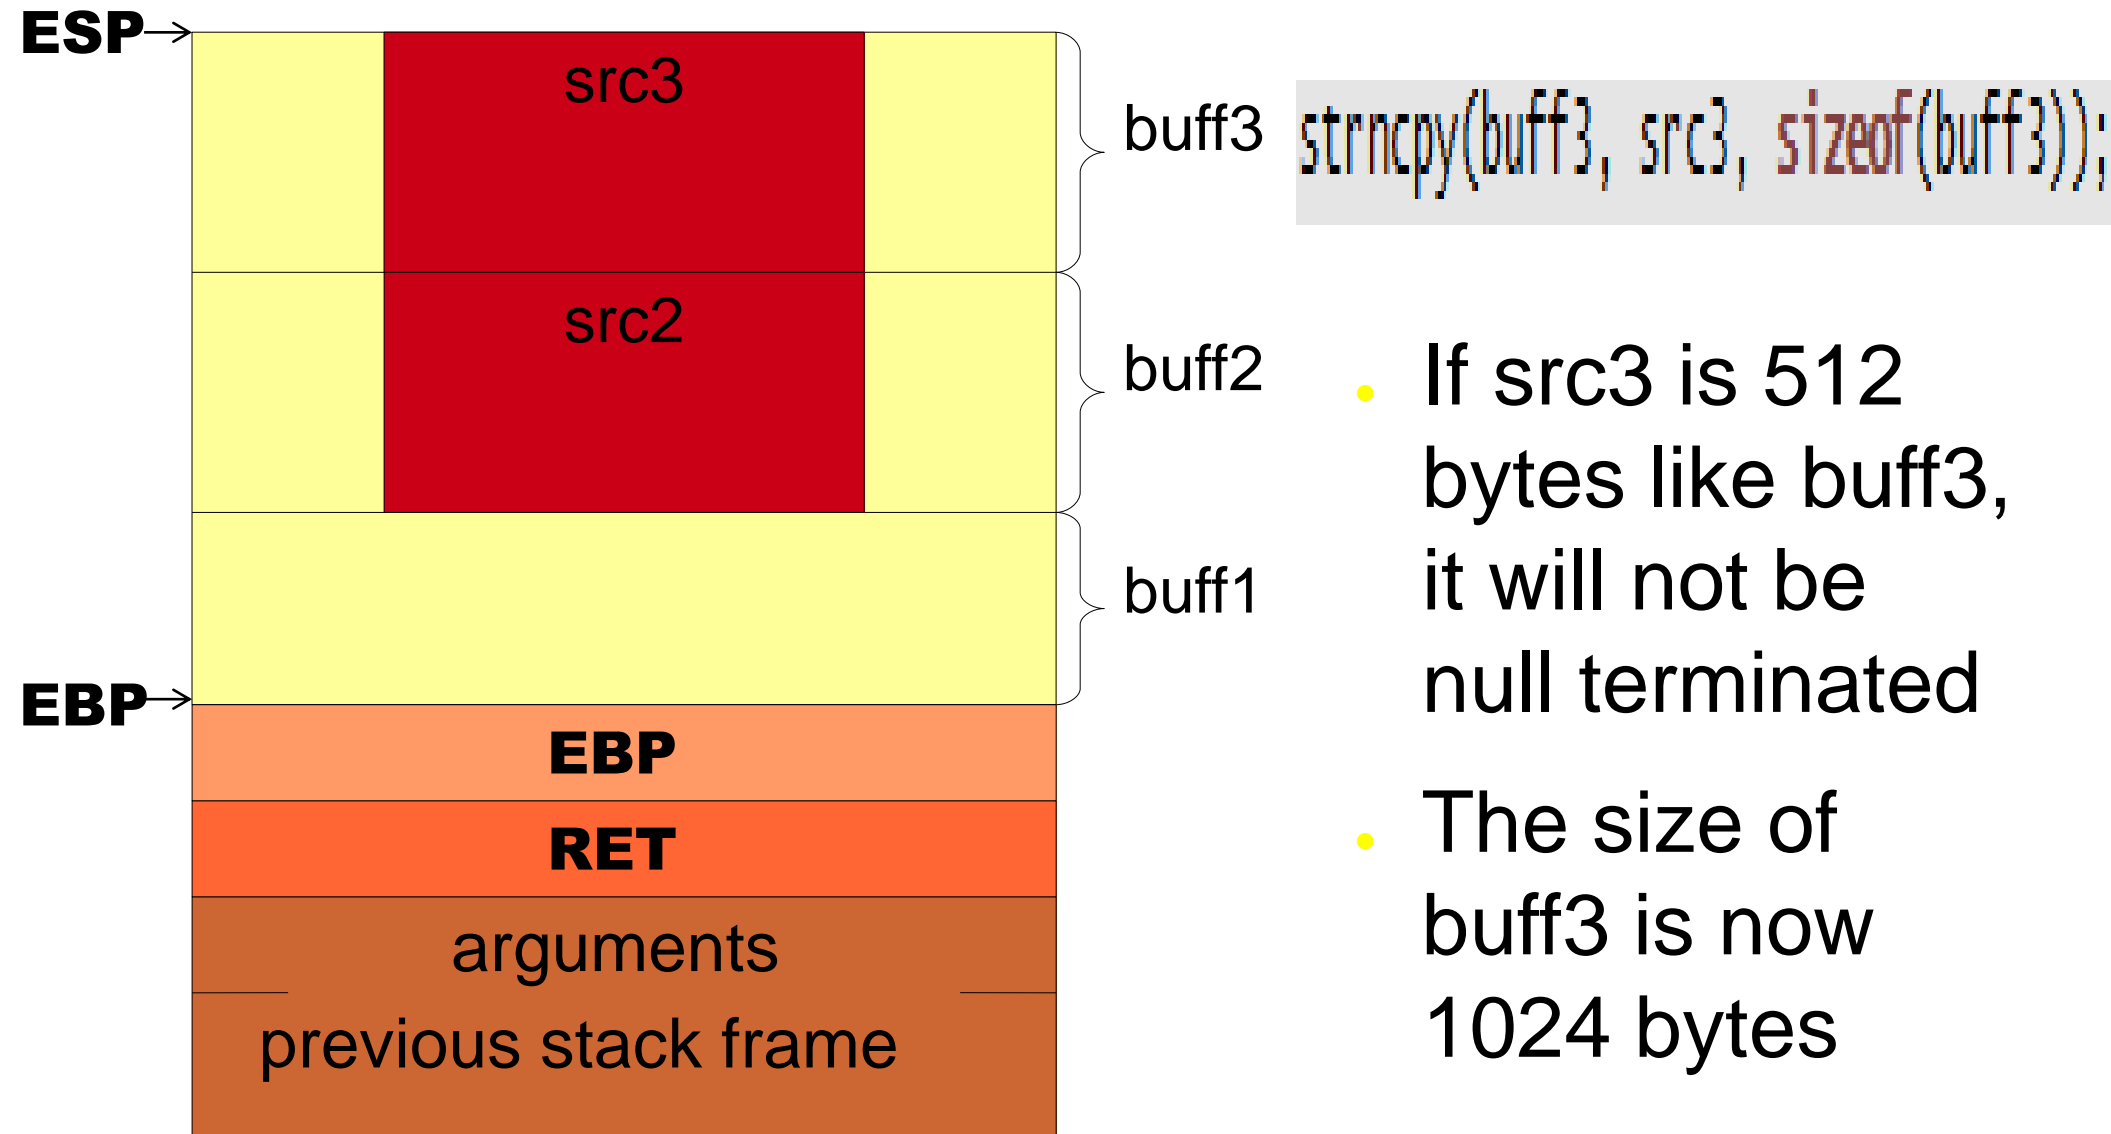 ESP
src3
buff3
strncpy(buff3, src3, sizeof(buff3));
src2
buff2
buff1
EBP
EBP
RET
arguments
previous stack frame
• If src3 is 512
bytes like buff3,
it will not be
null terminated
• The size of
buff3 is now
1024 bytes